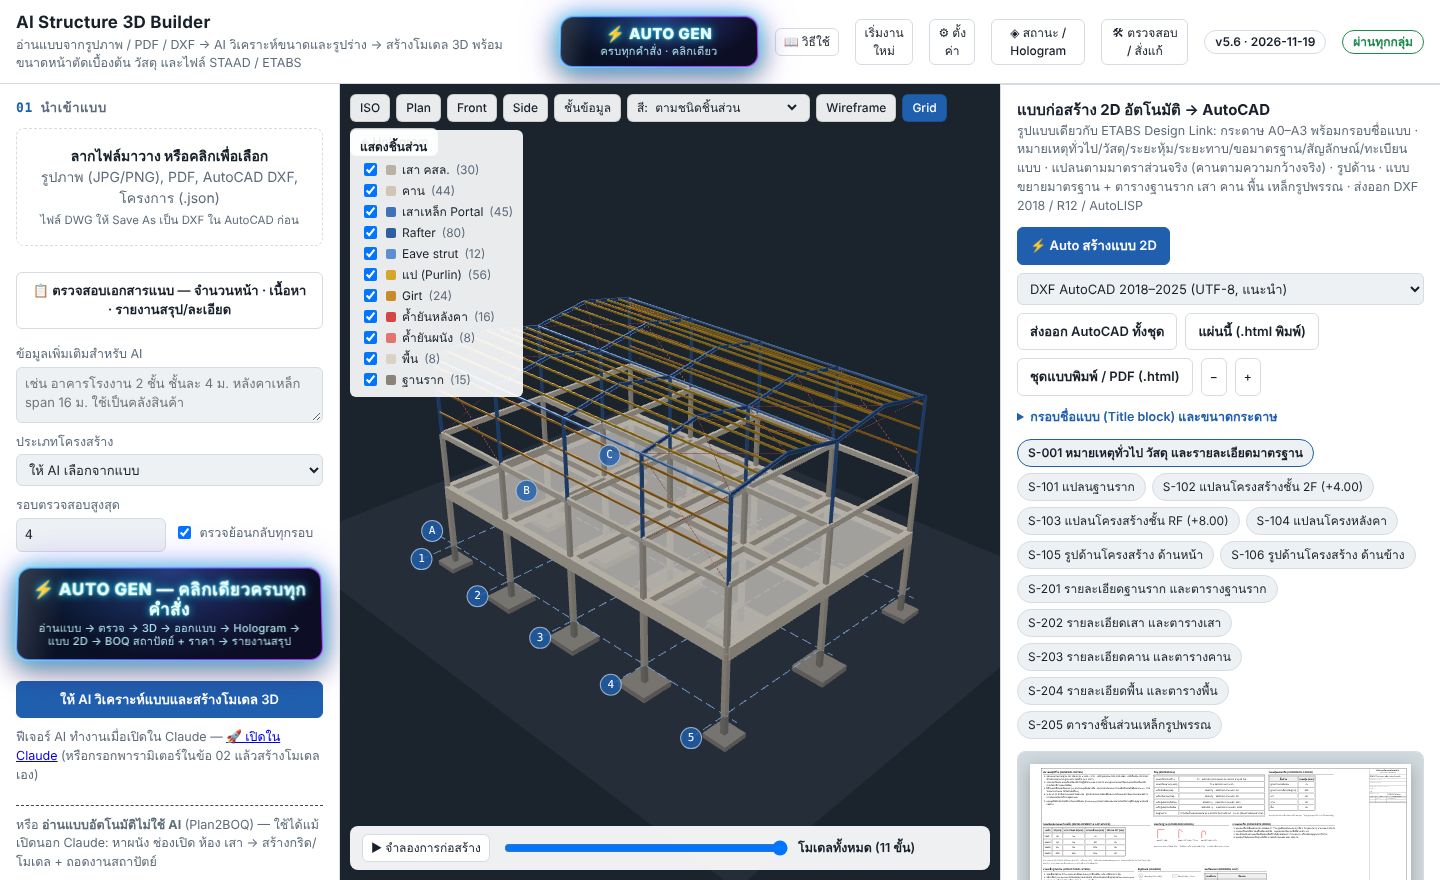 AI Structure 3D Builder
อ่านแบบจากรูปภาพ / PDF / DXF → AI วิเคราะห์ขนาดและรูปร่าง → สร้างโมเดล 3D พร้อม
ขนาดหน้าตัดเบื้องต้น วัสดุ และไฟล์ STAAD / ETABS
⚡ AUTO GEN
ครบทุกคำสั่ง · คลิกเดียว
📖 วิธีใช้
เริ่มงาน
ใหม่
⚙ ตั้ง
ค่า
◈ สถานะ /
Hologram
🛠 ตรวจสอบ
/ สั่งแก้
v5.6 · 2026-11-19
ผ่านทุกกลุ่ม
01 นำเข้าแบบ
ลากไฟล์มาวาง หรือคลิกเพื่อเลือก
รูปภาพ (JPG/PNG), PDF, AutoCAD DXF,
โครงการ (.json)
ไฟล์ DWG ให้ Save As เป็น DXF ใน AutoCAD ก่อน
📋 ตรวจสอบเอกสารแนบ — จำนวนหน้า · เนื้อหา
· รายงานสรุป/ละเอียด
ข้อมูลเพิ่มเติมสำหรับ AI
เช่น อาคารโรงงาน 2 ชั้น ชั้นละ 4 ม. หลังคาเหล็ก
span 16 ม. ใช้เป็นคลังสินค้า
ประเภทโครงสร้าง
ให้ AI เลือกจากแบบ
รอบตรวจสอบสูงสุด
4
ตรวจย้อนกลับทุกรอบ
⚡ AUTO GEN — คลิกเดียวครบทุก
คำสั่ง
อ่านแบบ → ตรวจ → 3D → ออกแบบ → Hologram →
แบบ 2D → BOQ สถาปัตย์ + ราคา → รายงานสรุป
ให้ AI วิเคราะห์แบบและสร้างโมเดล 3D
ฟีเจอร์ AI ทำงานเมื่อเปิดใน Claude — 🚀 เปิดใน
Claude (หรือกรอกพารามิเตอร์ในข้อ 02 แล้วสร้างโมเดล
เอง)
หรือ อ่านแบบอัตโนมัติไม่ใช้ AI (Plan2BOQ) — ใช้ได้แม้
เปิดนอก Claude: หาผนัง ช่องเปิด ห้อง เสา → สร้างกริด/
โมเดล + ถอดงานสถาปัตย์
ISO
Plan
Front
Side
ชั้นข้อมูล
สี: ตามชนิดชิ้นส่วน
Wireframe
Grid
แสดงชิ้นส่วน
เสา คสล. (30)
คาน (44)
เสาเหล็ก Portal (45)
Rafter (80)
Eave strut (12)
แป (Purlin) (56)
Girt (24)
ค้ำยันหลังคา (16)
ค้ำยันผนัง (8)
พื้น (8)
ฐานราก (15)
C
B
A
1
2
3
4
5
▶ จำลองการก่อสร้าง
โมเดลทั้งหมด (11 ขั้น)
แบบก่อสร้าง 2D อัตโนมัติ → AutoCAD
รูปแบบเดียวกับ ETABS Design Link: กระดาษ A0–A3 พร้อมกรอบชื่อแบบ ·
หมายเหตุทั่วไป/วัสดุ/ระยะหุ้ม/ระยะทาบ/ขอมาตรฐาน/สัญลักษณ์/ทะเบียน
แบบ · แปลนตามมาตราส่วนจริง (คานตามความกว้างจริง) · รูปด้าน · แบบ
ขยายมาตรฐาน + ตารางฐานราก เสา คาน พื้น เหล็กรูปพรรณ · ส่งออก DXF
2018 / R12 / AutoLISP
⚡ Auto สร้างแบบ 2D
DXF AutoCAD 2018–2025 (UTF-8, แนะนำ)
ส่งออก AutoCAD ทั้งชุด
แผ่นนี้ (.html พิมพ์)
ชุดแบบพิมพ์ / PDF (.html)
−
+
▶ กรอบชื่อแบบ (Title block) และขนาดกระดาษ
S-001 หมายเหตุทั่วไป วัสดุ และรายละเอียดมาตรฐาน
S-101 แปลนฐานราก
S-102 แปลนโครงสร้างชั้น 2F (+4.00)
S-103 แปลนโครงสร้างชั้น RF (+8.00)
S-104 แปลนโครงหลังคา
S-105 รูปด้านโครงสร้าง ด้านหน้า
S-106 รูปด้านโครงสร้าง ด้านข้าง
S-201 รายละเอียดฐานราก และตารางฐานราก
S-202 รายละเอียดเสา และตารางเสา
S-203 รายละเอียดคาน และตารางคาน
S-204 รายละเอียดพื้น และตารางพื้น
S-205 ตารางชิ้นส่วนเหล็กรูปพรรณ